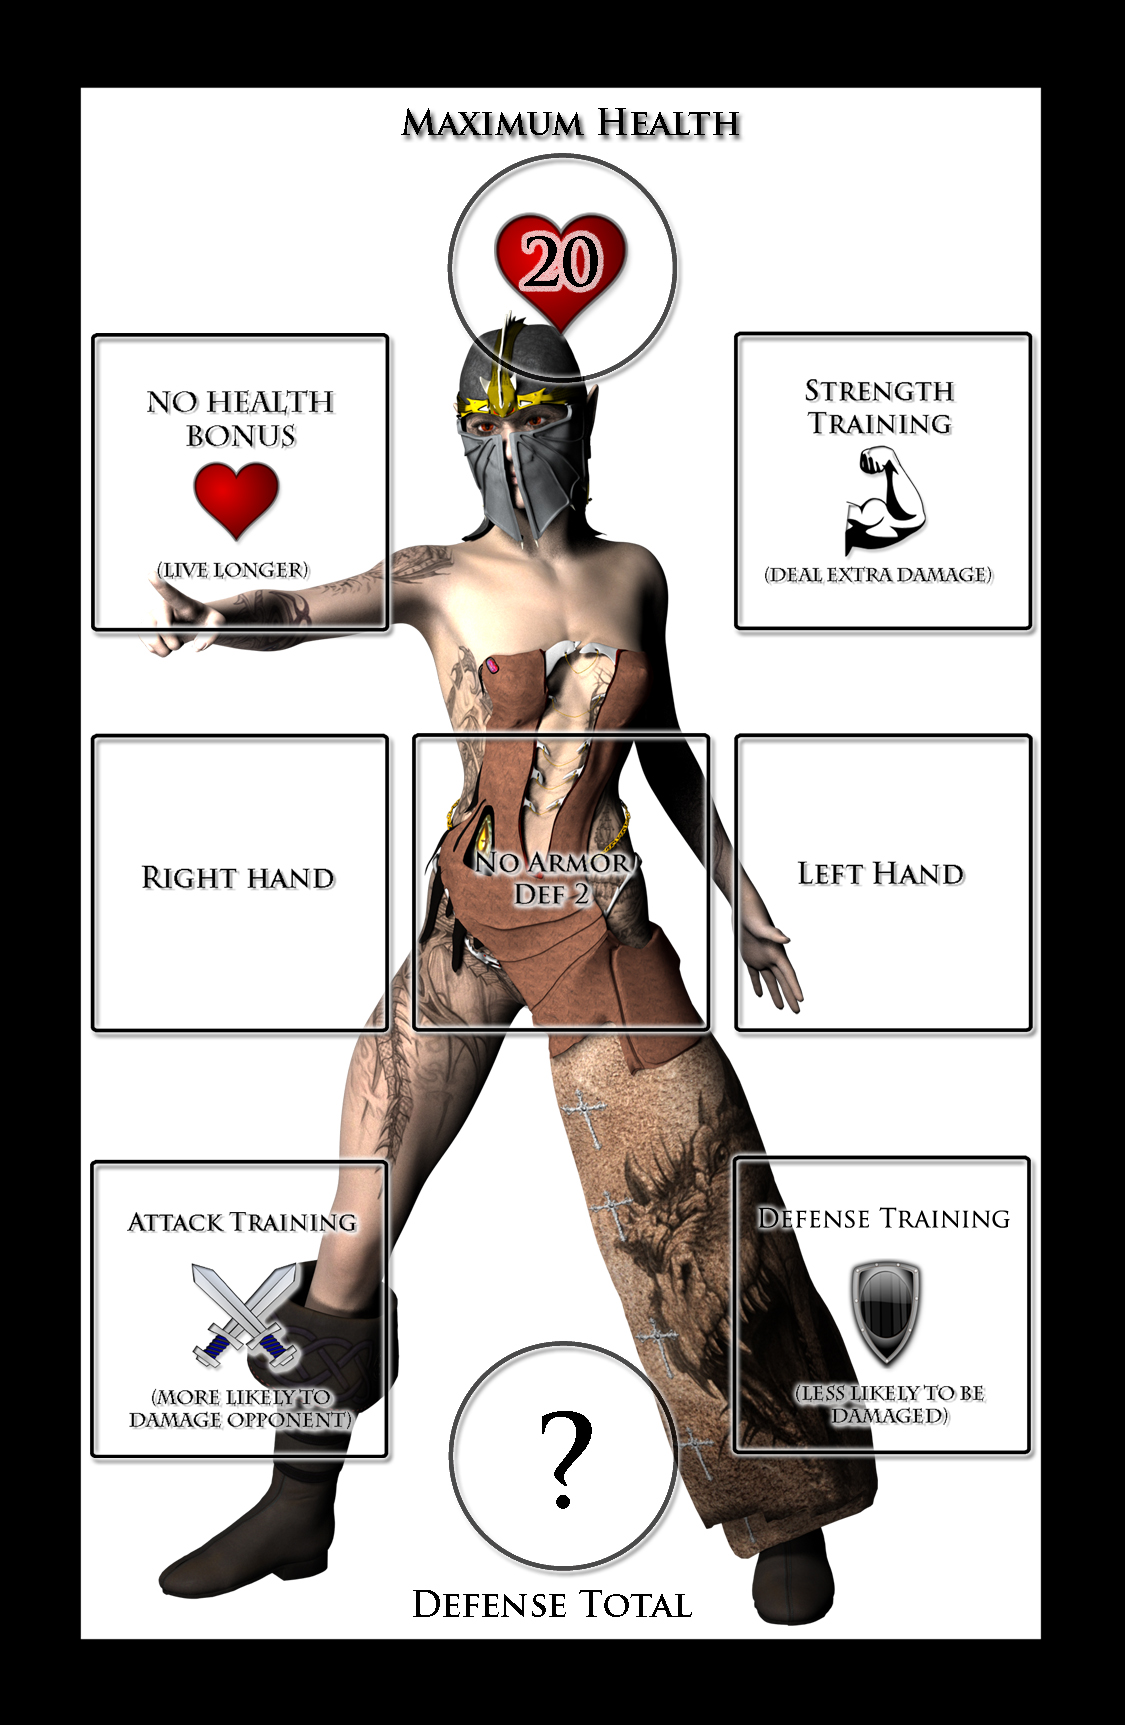 MAXIMUM HEALTH
20
NO HEALTH
BONUS
(LIVE LONGER)
STRENGTH
TRAINING
(DEAL EXTRA DAMAGE)
RIGHT HAND
NO ARMOR
DEF 2
LEFT HAND
ATTACK TRAINING
(MORE LIKELY TO
DAMAGE OPPONENT)
DEFENSE TRAINING
(LESS LIKELY TO BE
DAMAGED)
?
DEFENSE TOTAL